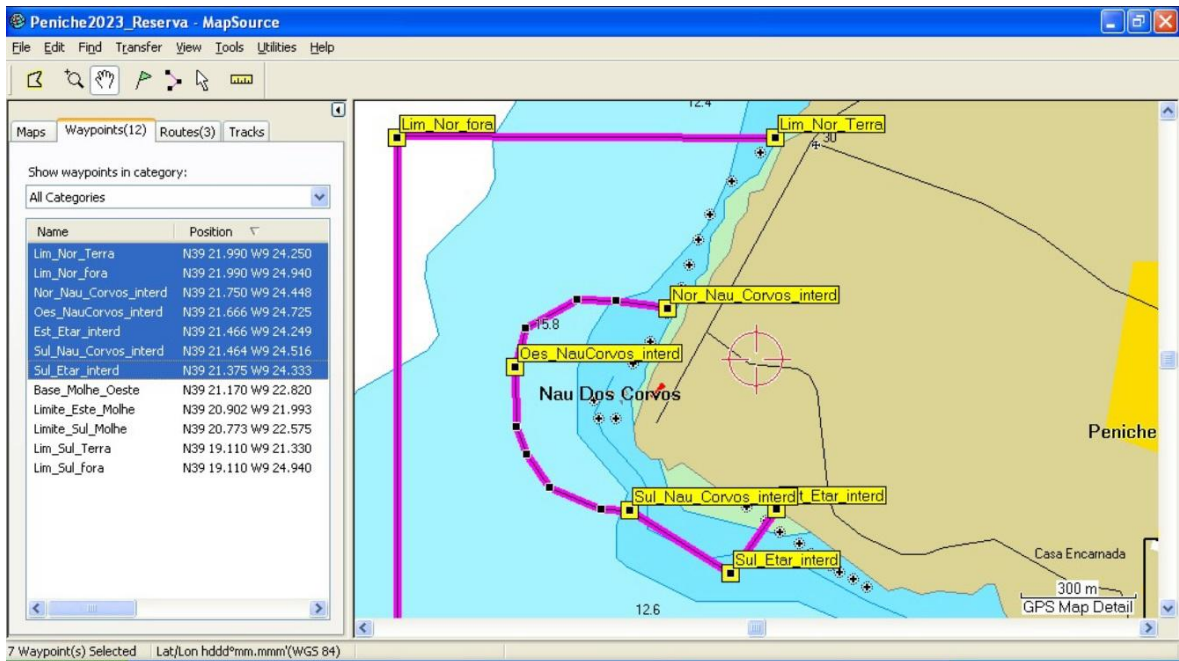 Peniche2023_Reserva - MapSource
File Edit Find Transfer View Tools Utilities Help
Maps Waypoints(12) Routes(3) Tracks
Show waypoints in category:
All Categories
Name Position
Lim_Nor_Terra N39 21.990 W9 24.250
Lim_Nor_fora N39 21.990 W9 24.940
Nor_Nau_Corvos_interd N39 21.750 W9 24.448
Oes_NauCorvos_interd N39 21.666 W9 24.725
Est_Etar_interd N39 21.466 W9 24.249
Sul_Nau_Corvos_interd N39 21.464 W9 24.516
Sul_Etar_interd N39 21.375 W9 24.333
Base_Molhe_Oeste N39 21.170 W9 22.820
Limite_Este_Molhe N39 20.902 W9 21.993
Limite_Sul_Molhe N39 20.773 W9 22.575
Lim_Sul_Terra N39 19.110 W9 21.330
Lim_Sul_fora N39 19.110 W9 24.940
12.4
Lim_Nor_fora
Lim_Nor_Terra
30
Nor_Nau_Corvos_interd
15.8
Oes_NauCorvos_interd
Nau Dos Corvos
Peniche
Sul_Nau_Corvos_interd
t_Etar_interd
Sul_Etar_interd
Casa Encarnada
300 m
GPS Map Detail
12.6
7 Waypoint(s) Selected Lat/Lon hddd°mm.mmm'(WGS 84)